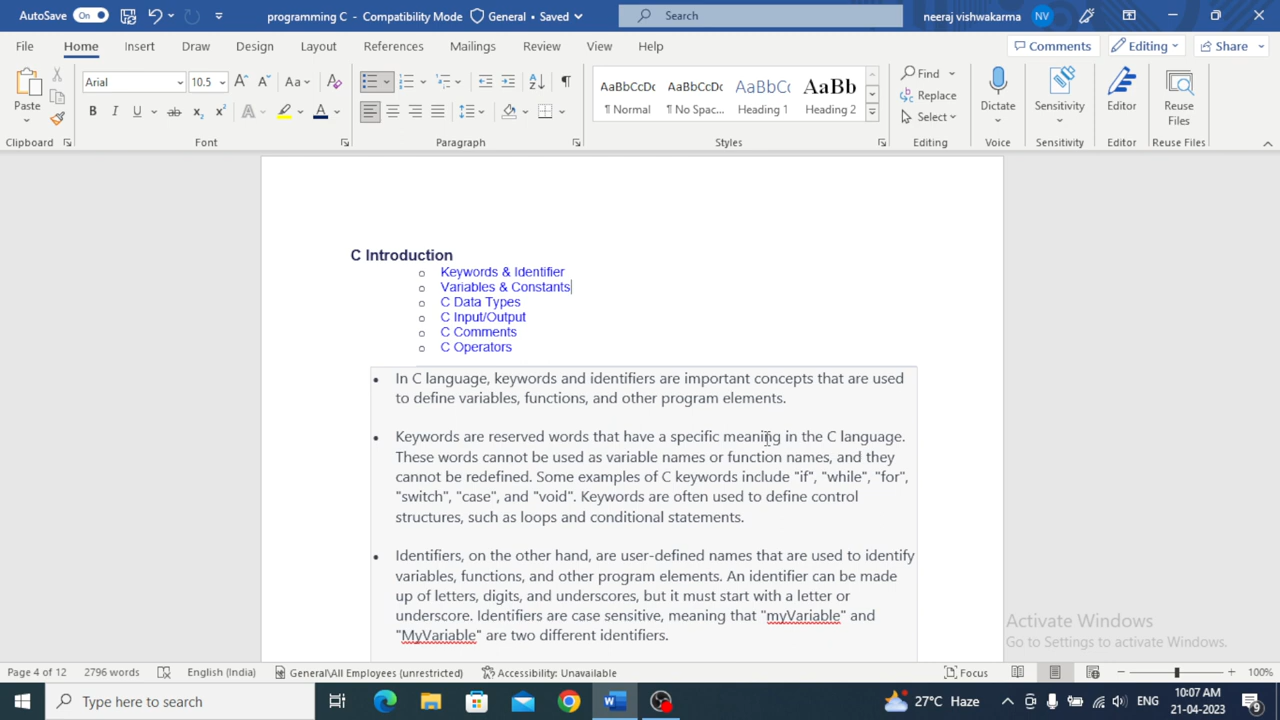 AutoSave On programming C - Compatibility Mode General Saved Search neeraj vishwakarma NV
File Home Insert Draw Design Layout References Mailings Review View Help Comments Editing Share
Paste
Clipboard
Arial 10.5 Aa
Font
Paragraph
AaBbCcDc AaBbCcDc AaBbCc AaBb
¶ Normal ¶ No Spac... Heading 1 Heading 2
Styles
Find
Replace
Select
Editing
Dictate
Voice
Sensitivity
Sensitivity
Editor
Editor
Reuse
Files
Reuse Files
C Introduction
Keywords & Identifier
Variables & Constants
C Data Types
C Input/Output
C Comments
C Operators
In C language, keywords and identifiers are important concepts that are used
to define variables, functions, and other program elements.
Keywords are reserved words that have a specific meaning in the C language.
These words cannot be used as variable names or function names, and they
cannot be redefined. Some examples of C keywords include "if", "while", "for",
"switch", "case", and "void". Keywords are often used to define control
structures, such as loops and conditional statements.
Identifiers, on the other hand, are user-defined names that are used to identify
variables, functions, and other program elements. An identifier can be made
up of letters, digits, and underscores, but it must start with a letter or
underscore. Identifiers are case sensitive, meaning that "myVariable" and
"MyVariable" are two different identifiers.
Activate Windows
Go to Settings to activate Windows.
Page 4 of 12 2796 words English (India) General\All Employees (unrestricted) Accessibility: Unavailable Focus 100%
Type here to search 27°C Haze ENG 10:07 AM
21-04-2023 9